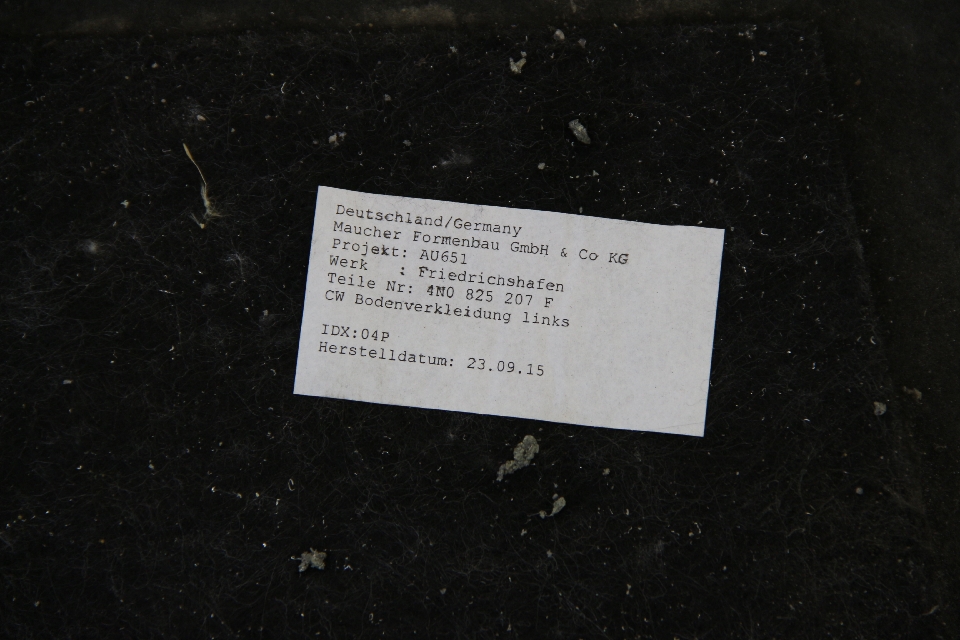 Deutschland/Germany
Maucher Formenbau GmbH & Co KG
Projekt: AU651
Werk   : Friedrichshafen
Teile Nr: 4N0 825 207 F
CW Bodenverkleidung links
IDX:04P
Herstelldatum: 23.09.15